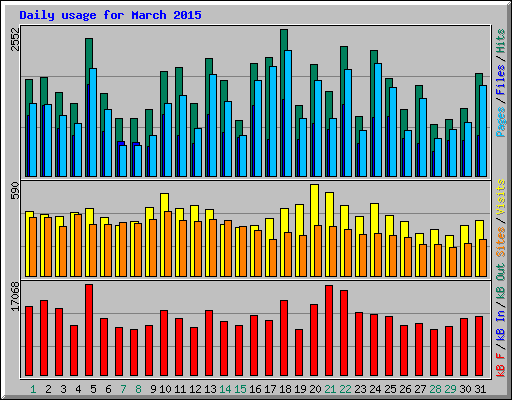 Daily usage for March 2015
2552
Pages / Files / Hits
590
Sites / Visits
17068
kB F / kB In / kB Out
1 2 3 4 5 6 7 8 9 10 11 12 13 14 15 16 17 18 19 20 21 22 23 24 25 26 27 28 29 30 31